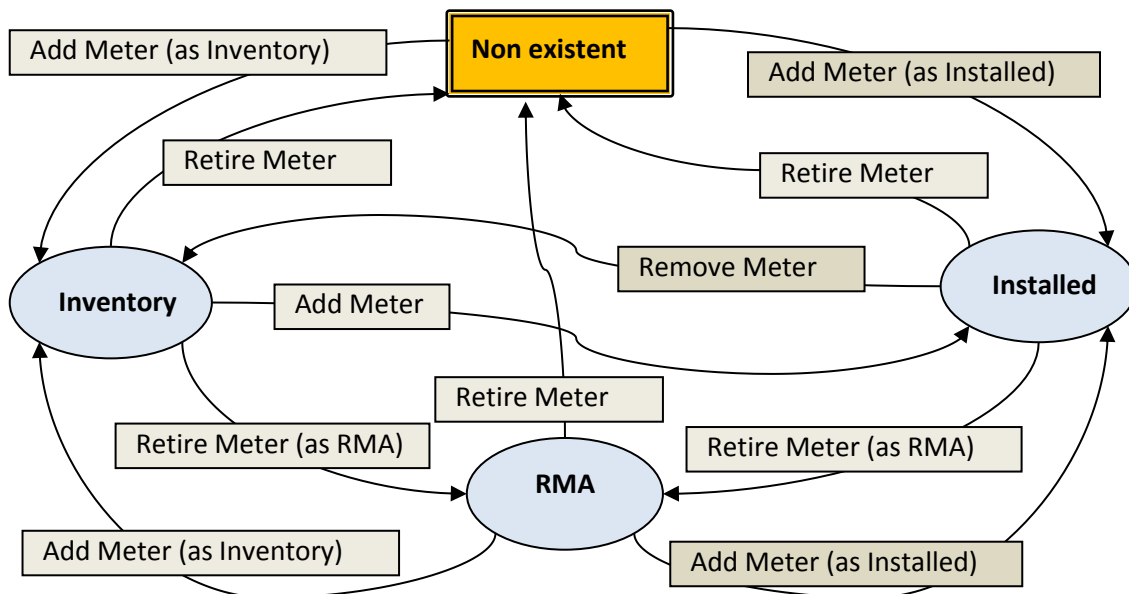 Non existent
Add Meter (as Inventory)
Add Meter (as Installed)
Retire Meter
Retire Meter
Remove Meter
Installed
Inventory
Add Meter
Retire Meter
Retire Meter (as RMA)
Retire Meter (as RMA)
RMA
Add Meter (as Inventory)
Add Meter (as Installed)